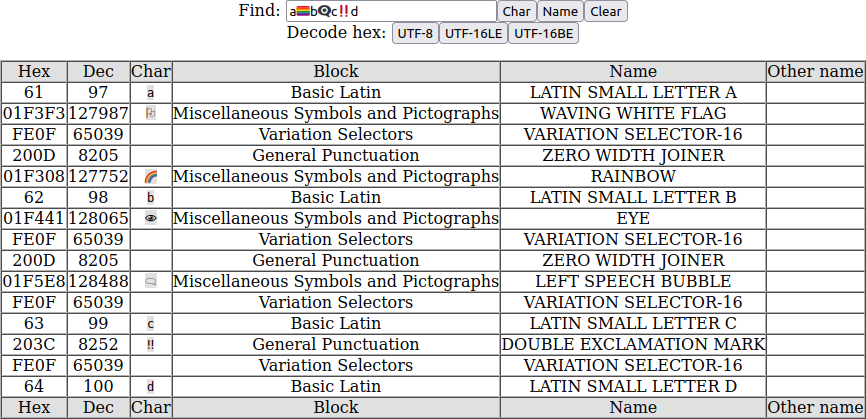 Find: a🏳️‍🌈b👁️‍🗨️c‼️d Char Name Clear
Decode hex: UTF-8 UTF-16LE UTF-16BE
Hex Dec Char Block Name Other name
61 97 a Basic Latin LATIN SMALL LETTER A
01F3F3 127987 🏳 Miscellaneous Symbols and Pictographs WAVING WHITE FLAG
FE0F 65039 Variation Selectors VARIATION SELECTOR-16
200D 8205 General Punctuation ZERO WIDTH JOINER
01F308 127752 🌈 Miscellaneous Symbols and Pictographs RAINBOW
62 98 b Basic Latin LATIN SMALL LETTER B
01F441 128065 👁 Miscellaneous Symbols and Pictographs EYE
FE0F 65039 Variation Selectors VARIATION SELECTOR-16
200D 8205 General Punctuation ZERO WIDTH JOINER
01F5E8 128488 🗨 Miscellaneous Symbols and Pictographs LEFT SPEECH BUBBLE
FE0F 65039 Variation Selectors VARIATION SELECTOR-16
63 99 c Basic Latin LATIN SMALL LETTER C
203C 8252 ‼ General Punctuation DOUBLE EXCLAMATION MARK
FE0F 65039 Variation Selectors VARIATION SELECTOR-16
64 100 d Basic Latin LATIN SMALL LETTER D
Hex Dec Char Block Name Other name